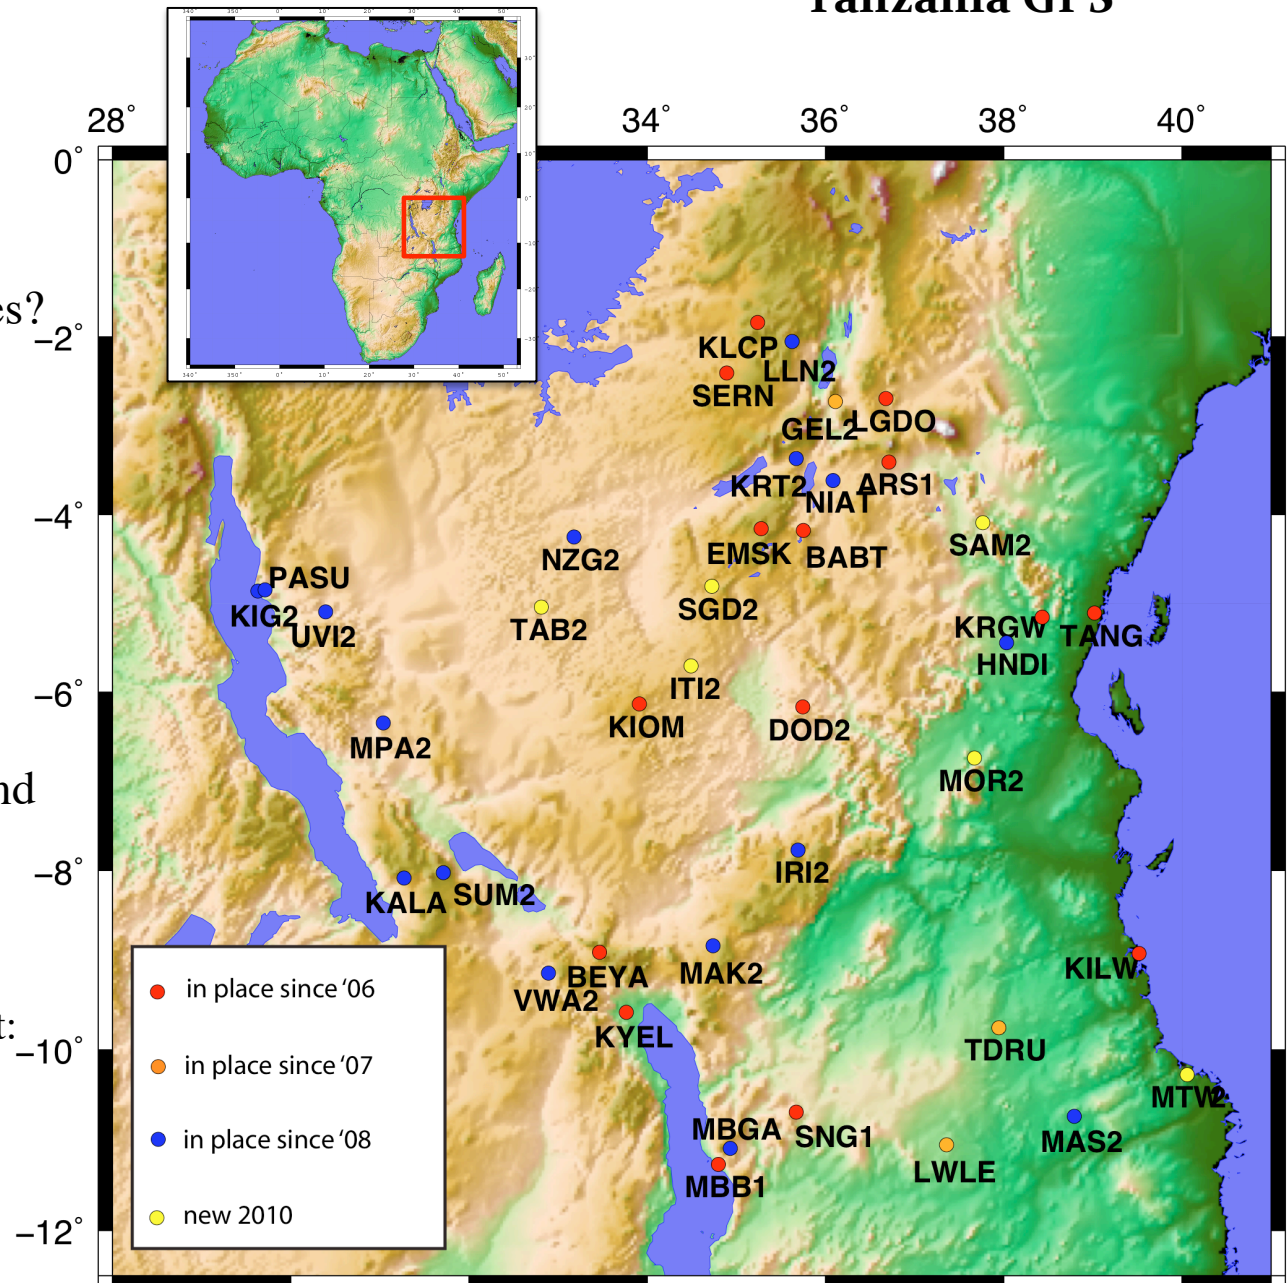 Tanzania GPS
28° 34° 36° 38° 40°
0°
−2°
−4°
−6°
−8°
−10°
−12°
es?
nd
t:
KLCP
LLN2
SERN
GEL2
LGDO
KRT2
NIAT
ARS1
EMSK
BABT
SAM2
NZG2
PASU
KIG2
UVI2
TAB2
SGD2
KRGW
TANG
HNDI
ITI2
KIOM
DOD2
MPA2
MOR2
IRI2
KALA
SUM2
BEYA
MAK2
VWA2
KILW
KYEL
TDRU
MTW2
MBGA
SNG1
MAS2
LWLE
MBB1
in place since ‘06
in place since ‘07
in place since ‘08
new 2010